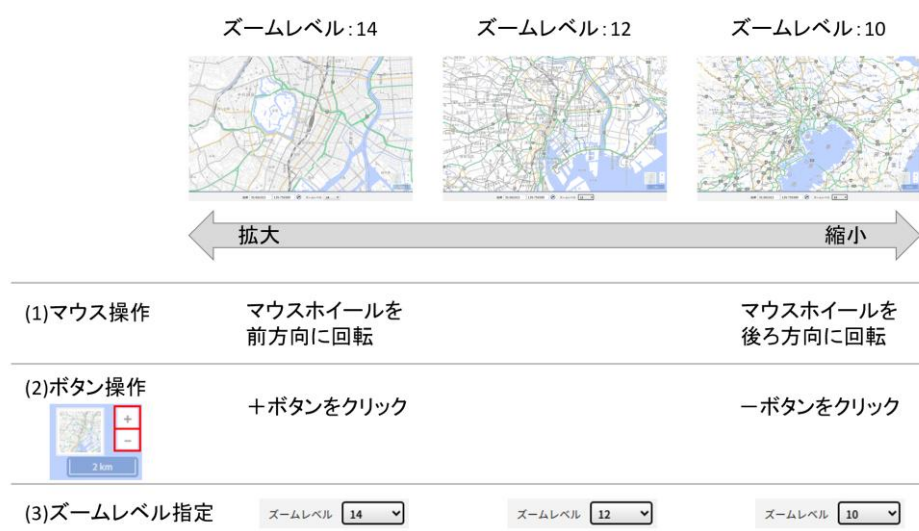 ズームレベル:14
ズームレベル:12
ズームレベル:10
拡大
縮小
(1)マウス操作
マウスホイールを
前方向に回転
マウスホイールを
後ろ方向に回転
(2)ボタン操作
+
−
2 km
+ボタンをクリック
−ボタンをクリック
(3)ズームレベル指定
ズームレベル 14
ズームレベル 12
ズームレベル 10